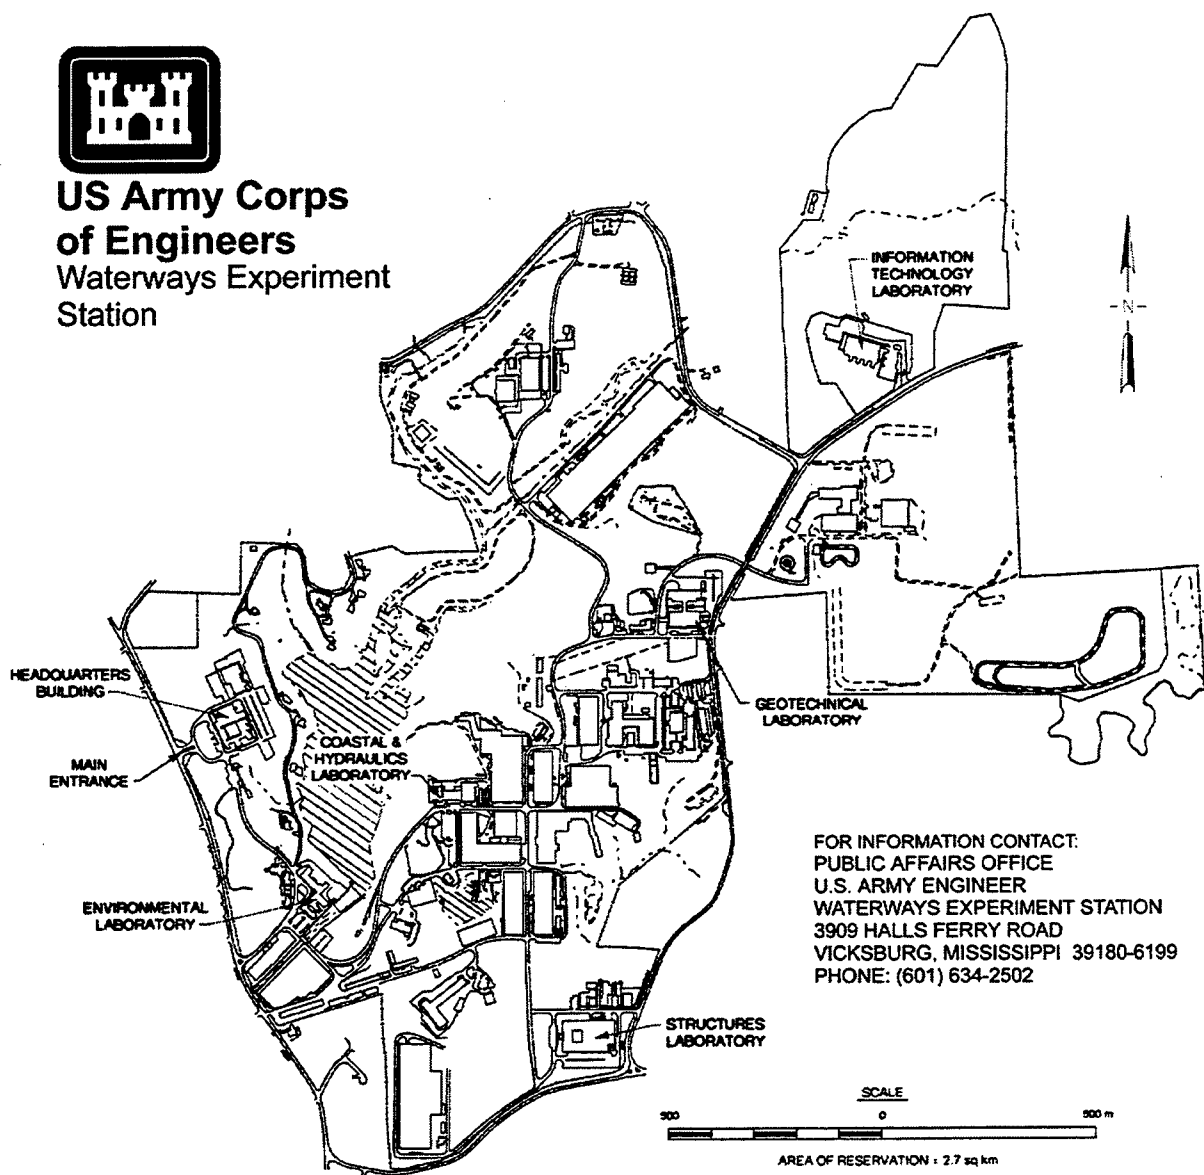 US Army Corps
of Engineers
Waterways Experiment
Station
INFORMATION
TECHNOLOGY
LABORATORY
N
HEADQUARTERS
BUILDING
MAIN
ENTRANCE
COASTAL &
HYDRAULICS
LABORATORY
GEOTECHNICAL
LABORATORY
ENVIRONMENTAL
LABORATORY
STRUCTURES
LABORATORY
FOR INFORMATION CONTACT:
PUBLIC AFFAIRS OFFICE
U.S. ARMY ENGINEER
WATERWAYS EXPERIMENT STATION
3909 HALLS FERRY ROAD
VICKSBURG, MISSISSIPPI 39180-6199
PHONE: (601) 634-2502
SCALE
500 0 500 m
AREA OF RESERVATION : 2.7 sq km